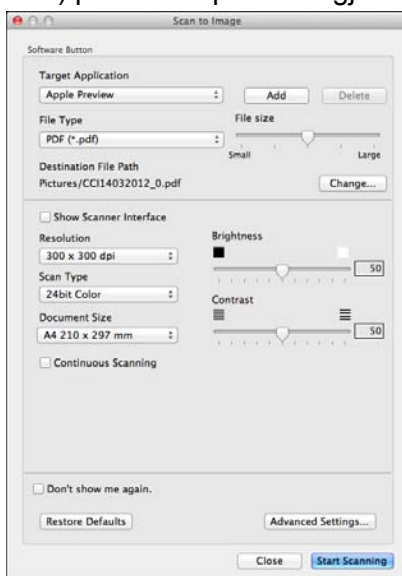 Scan to Image
Software Button
Target Application
Apple Preview
Add
Delete
File Type
File size
PDF (*.pdf)
Small
Large
Destination File Path
Pictures/CCI14032012_0.pdf
Change...
Show Scanner Interface
Resolution
Brightness
300 x 300 dpi
50
Scan Type
24bit Color
Contrast
Document Size
50
A4 210 x 297 mm
Continuous Scanning
Don't show me again.
Restore Defaults
Advanced Settings...
Close
Start Scanning